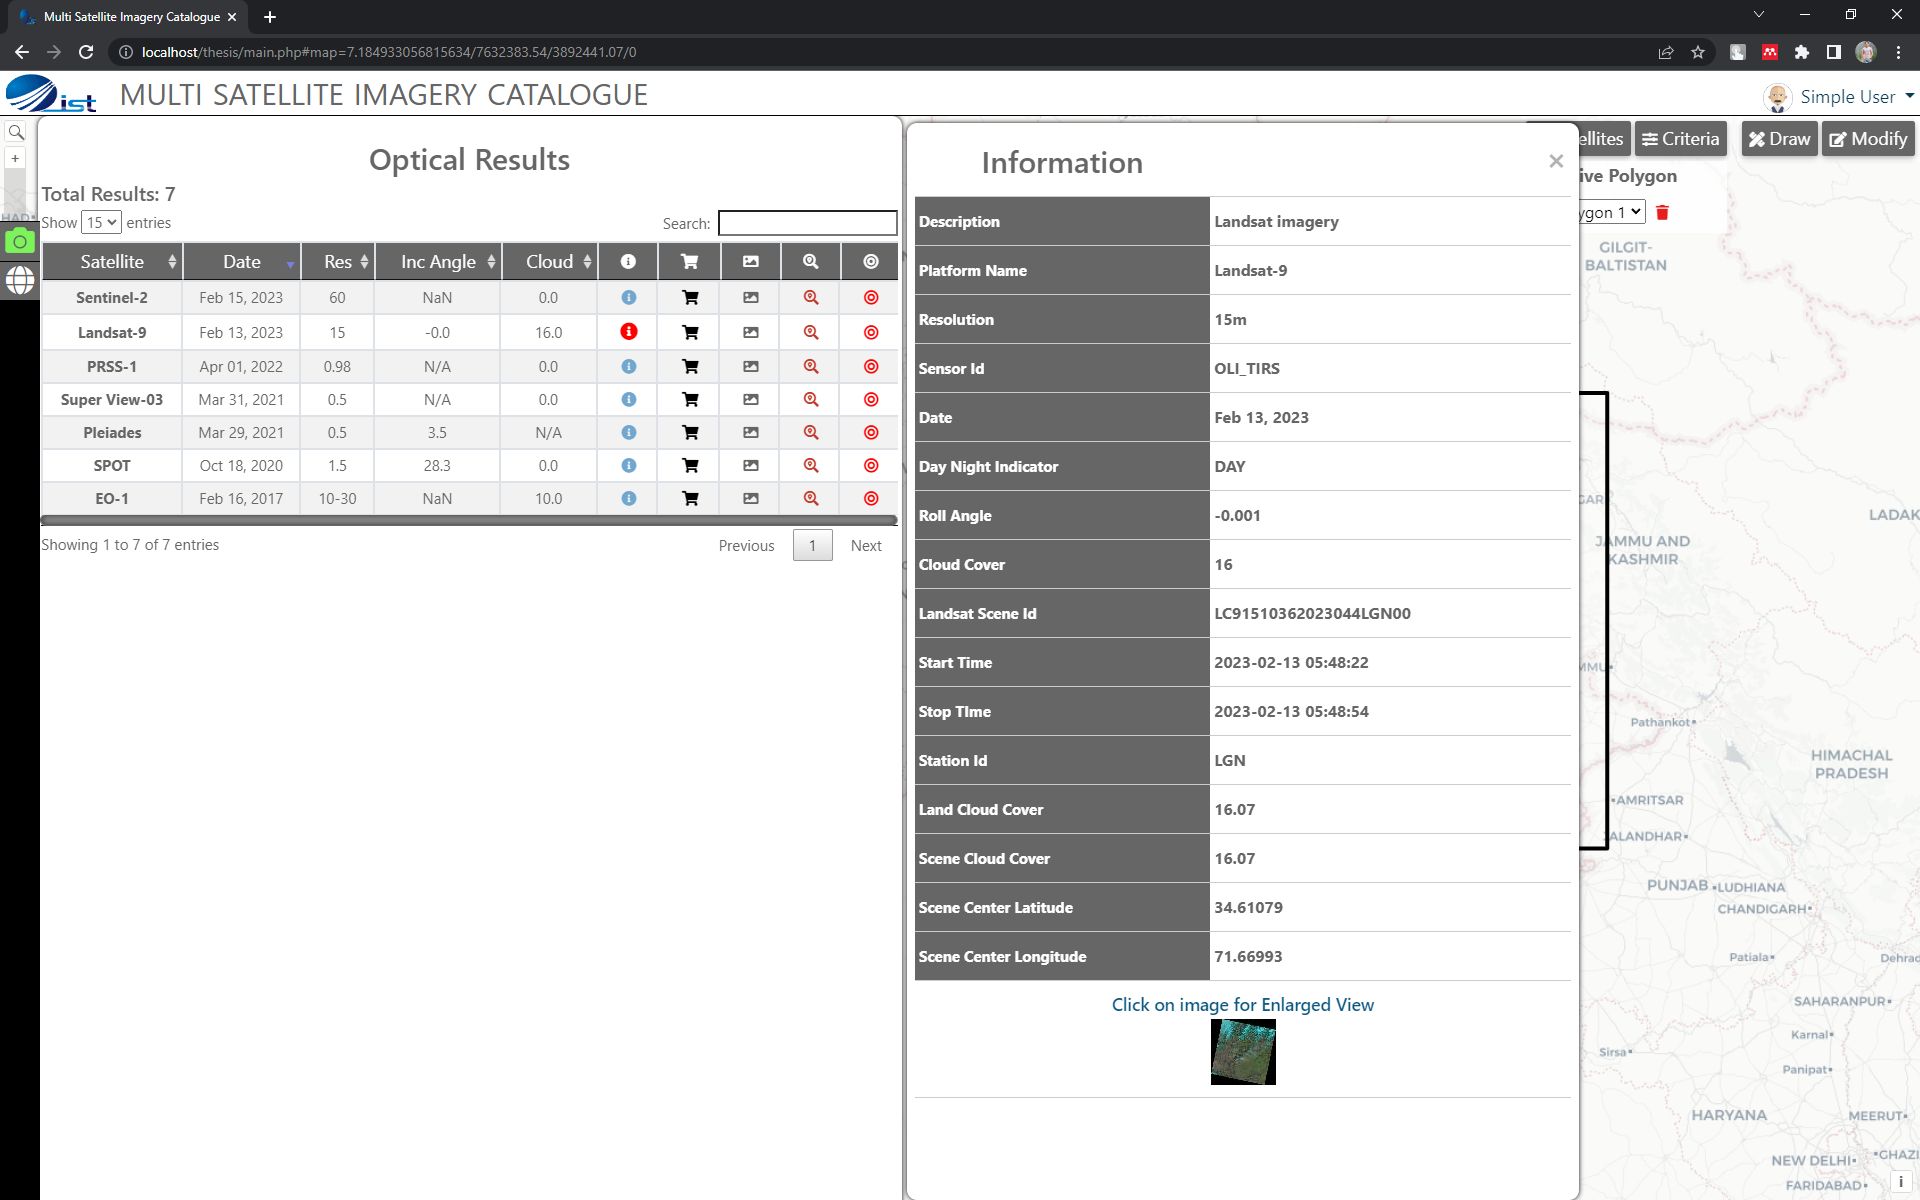 Multi Satellite Imagery Catalogue
localhost/thesis/main.php#map=7.184933056815634/7632383.54/3892441.07/0
ist
MULTI SATELLITE IMAGERY CATALOGUE
Simple User
Optical Results
Total Results: 7
Show 15 entries
Search:
Satellite Date Res Inc Angle Cloud
Sentinel-2 Feb 15, 2023 60 NaN 0.0
Landsat-9 Feb 13, 2023 15 -0.0 16.0
PRSS-1 Apr 01, 2022 0.98 N/A 0.0
Super View-03 Mar 31, 2021 0.5 N/A 0.0
Pleiades Mar 29, 2021 0.5 3.5 N/A
SPOT Oct 18, 2020 1.5 28.3 0.0
EO-1 Feb 16, 2017 10-30 NaN 10.0
Showing 1 to 7 of 7 entries
Previous 1 Next
Information
Description Landsat imagery
Platform Name Landsat-9
Resolution 15m
Sensor Id OLI_TIRS
Date Feb 13, 2023
Day Night Indicator DAY
Roll Angle -0.001
Cloud Cover 16
Landsat Scene Id LC91510362023044LGN00
Start Time 2023-02-13 05:48:22
Stop TIme 2023-02-13 05:48:54
Station Id LGN
Land Cloud Cover 16.07
Scene Cloud Cover 16.07
Scene Center Latitude 34.61079
Scene Center Longitude 71.66993
Click on image for Enlarged View
ellites
Criteria
Draw
Modify
ive Polygon
ygon 1
GILGIT-
BALTISTAN
LADAK
JAMMU AND
KASHMIR
Pathankot
HIMACHAL
PRADESH
AMRITSAR
JALANDHAR
PUNJAB
LUDHIANA
CHANDIGARH
Patiala
Dehrad
SAHARANPUR
Karnal
Sirsa
Panipat
HARYANA
MEERUT
NEW DELHI
GHAZI
FARIDABAD